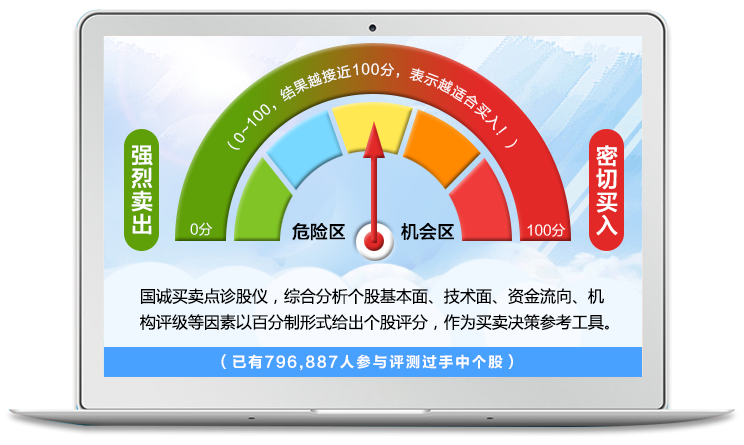 (0~100，结果越接近100分，表示越适合买入！)
强烈卖出
密切买入
0分
危险区
机会区
100分
国诚买卖点诊股仪，综合分析个股基本面、技术面、资金流向、机
构评级等因素以百分制形式给出个股评分，作为买卖决策参考工具。
（已有796,887人参与评测过手中个股）